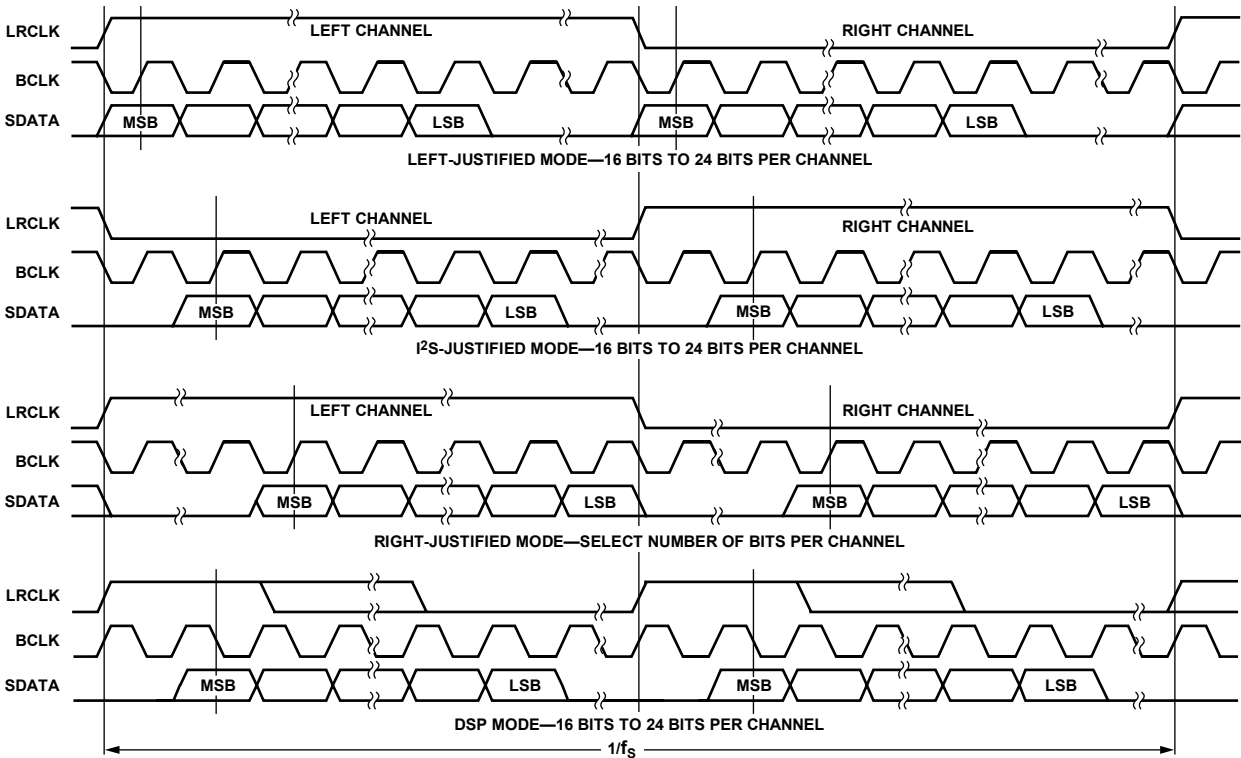 LRCLK LEFT CHANNEL RIGHT CHANNEL
BCLK
SDATA MSB LSB MSB LSB
LEFT-JUSTIFIED MODE—16 BITS TO 24 BITS PER CHANNEL
LRCLK LEFT CHANNEL RIGHT CHANNEL
BCLK
SDATA MSB LSB MSB LSB
I²S-JUSTIFIED MODE—16 BITS TO 24 BITS PER CHANNEL
LRCLK LEFT CHANNEL RIGHT CHANNEL
BCLK
SDATA MSB LSB MSB LSB
RIGHT-JUSTIFIED MODE—SELECT NUMBER OF BITS PER CHANNEL
LRCLK
BCLK
SDATA MSB LSB MSB LSB
DSP MODE—16 BITS TO 24 BITS PER CHANNEL
1/fS